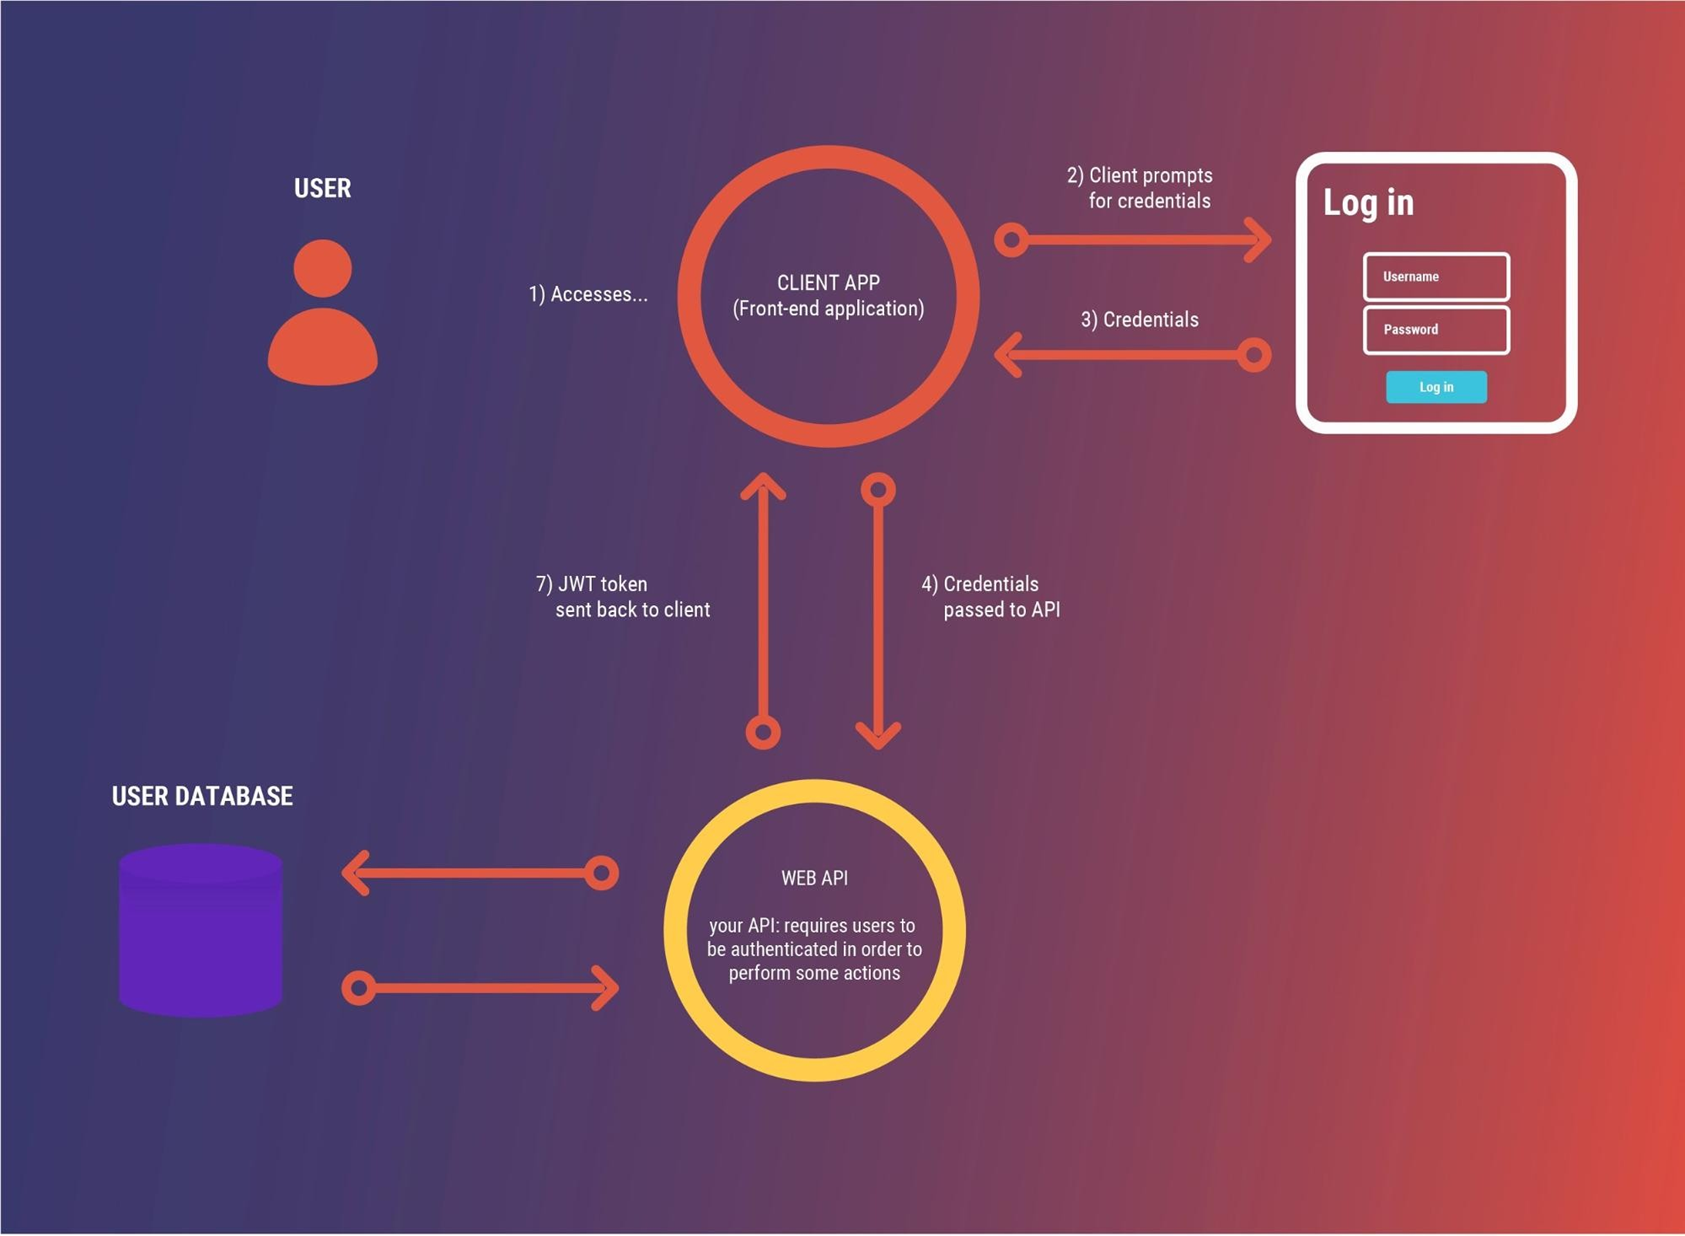 USER
1) Accesses...
CLIENT APP
(Front-end application)
2) Client prompts
for credentials
3) Credentials
Log in
Username
Password
Log in
7) JWT token
sent back to client
4) Credentials
passed to API
USER DATABASE
WEB API
your API: requires users to
be authenticated in order to
perform some actions